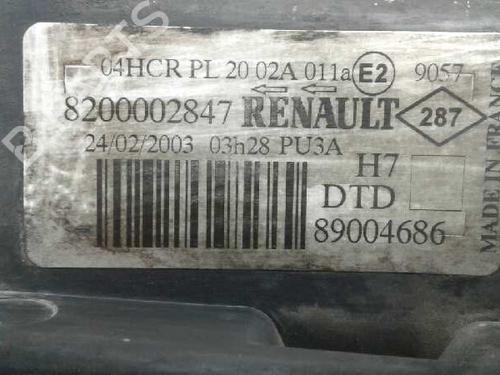 04HCR PL 20 02A 011a E2 9057
8200002847 RENAULT 287
24/02/2003 03h28 PU3A
H7
DTD
89004686
MADE IN FRANCE